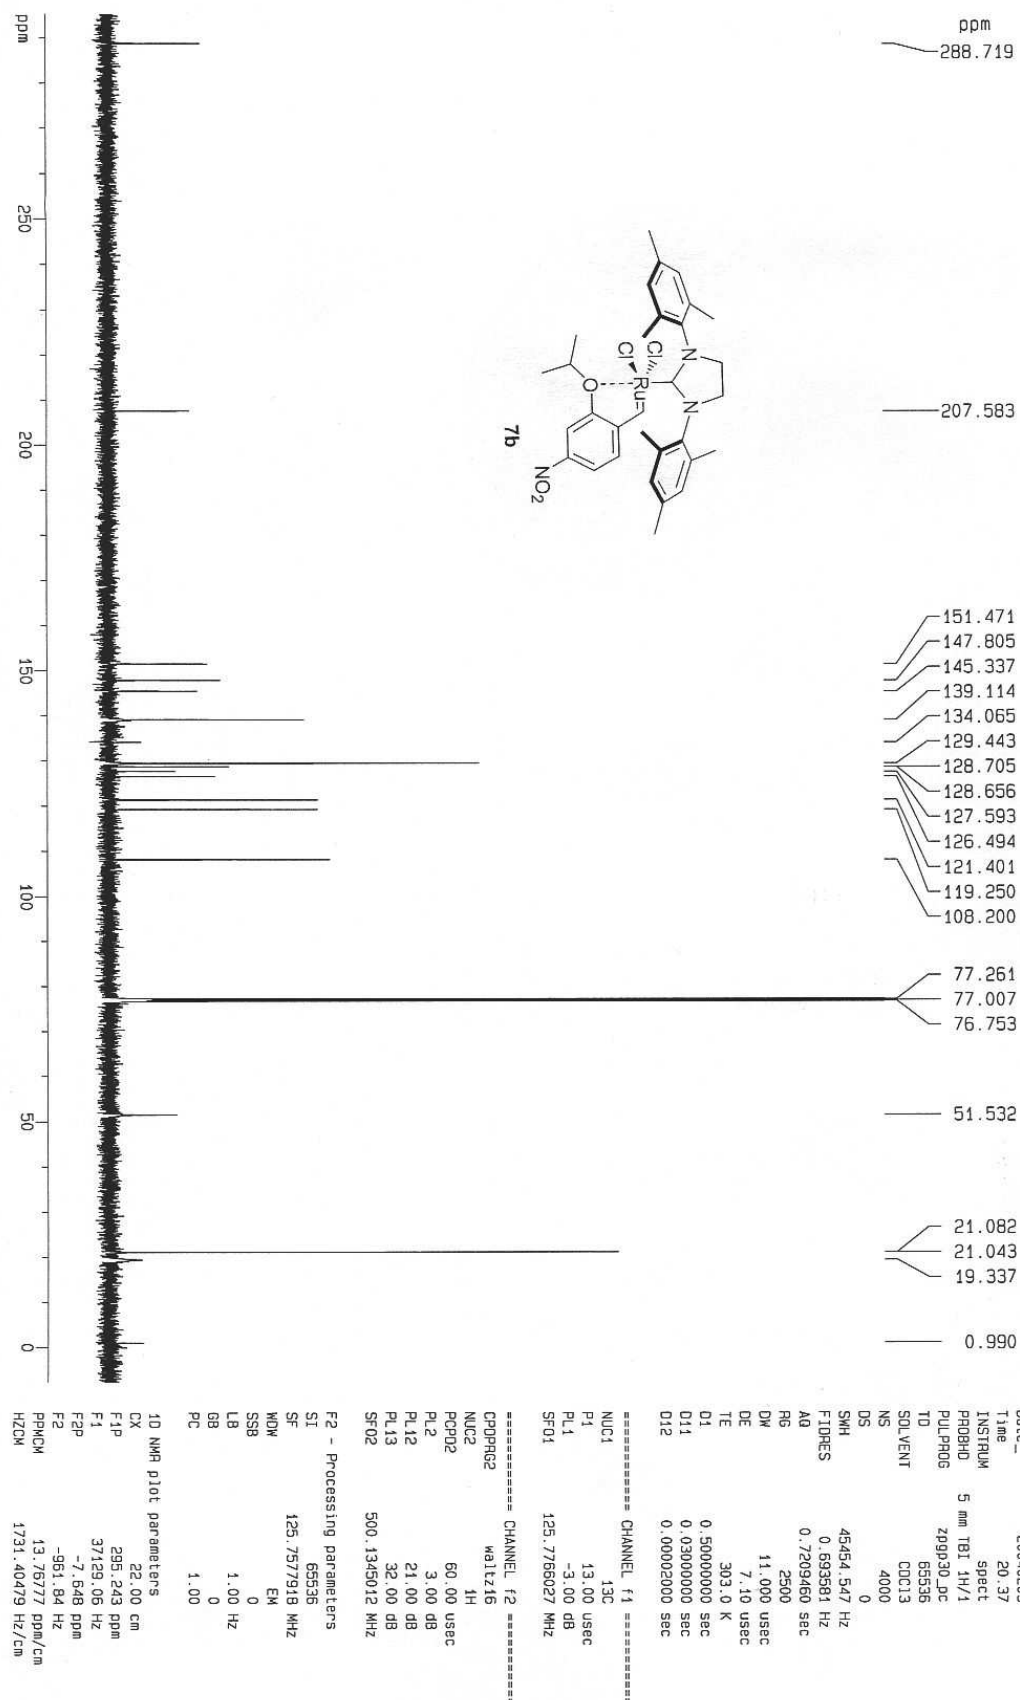 ppm
288.719
207.583
151.471
147.805
145.337
139.114
134.065
129.443
128.705
128.656
127.593
126.494
121.401
119.250
108.200
77.261
77.007
76.753
51.532
21.082
21.043
19.337
0.990
N
N
Cl
Cl
Ru
O
NO2
7b
ppm
250
200
150
100
50
0
Time 20.37
INSTRUM spect
PROBHD 5 mm TBI 1H/1
PULPROG zpgp30_pc
TD 65536
SOLVENT CDCl3
NS 4000
DS 0
SWH 45454.547 Hz
FIDRES 0.693581 Hz
AQ 0.7209460 sec
RG 2500
DW 11.000 usec
DE 7.10 usec
TE 303.0 K
D1 0.50000000 sec
D11 0.03000000 sec
D12 0.00002000 sec
======== CHANNEL f1 ========
NUC1 13C
P1 13.00 usec
PL1 -3.00 dB
SFO1 125.7766027 MHz
======== CHANNEL f2 ========
CPDPRG2 waltz16
NUC2 1H
PCPD2 60.00 usec
PL2 3.00 dB
PL12 21.00 dB
PL13 32.00 dB
SFO2 500.1345012 MHz
F2 - Processing parameters
SI 65536
SF 125.7577918 MHz
WDW EM
SSB 0
LB 1.00 Hz
GB 0
PC 1.00
1D NMR plot parameters
CX 22.00 cm
F1P 295.243 ppm
F1 37129.06 Hz
F2P -7.648 ppm
F2 -961.84 Hz
PPMCM 13.76777 ppm/cm
HZCM 1731.40479 Hz/cm